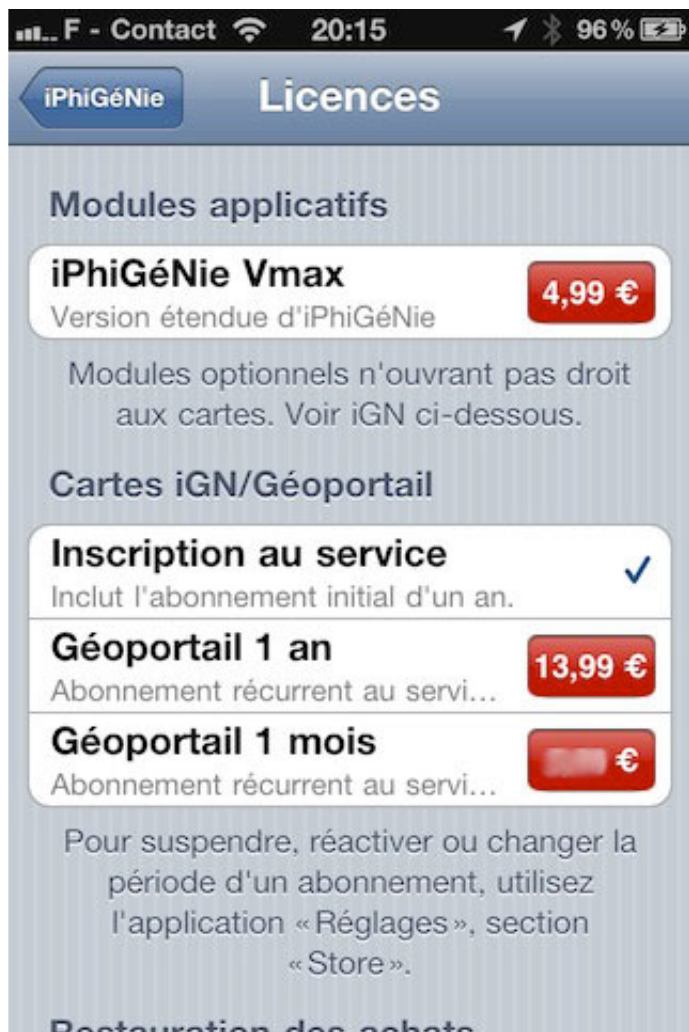 F - Contact 20:15 96 %
iPhiGéNie
Licences
Modules applicatifs
iPhiGéNie Vmax
4,99 €
Version étendue d'iPhiGéNie
Modules optionnels n'ouvrant pas droit
aux cartes. Voir iGN ci-dessous.
Cartes iGN/Géoportail
Inscription au service
Inclut l'abonnement initial d'un an.
Géoportail 1 an
13,99 €
Abonnement récurrent au servi...
Géoportail 1 mois
€
Abonnement récurrent au servi...
Pour suspendre, réactiver ou changer la
période d'un abonnement, utilisez
l'application «Réglages», section
«Store».
Restauration des achats